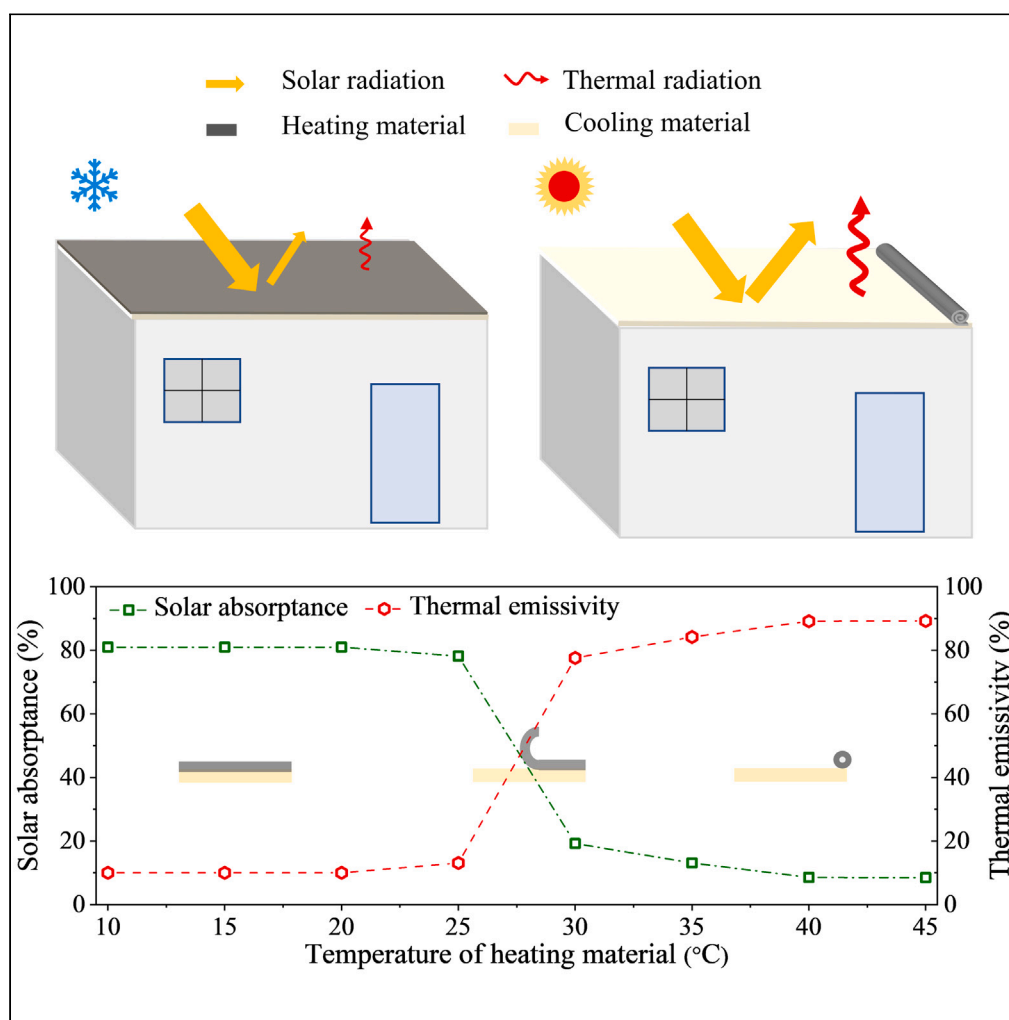 Solar radiation
Thermal radiation
Heating material
Cooling material
Solar absorptance
Thermal emissivity
Solar absorptance (%)
100
80
60
40
20
0
Thermal emissivity (%)
100
80
60
40
20
0
10 15 20 25 30 35 40 45
Temperature of heating material (°C)